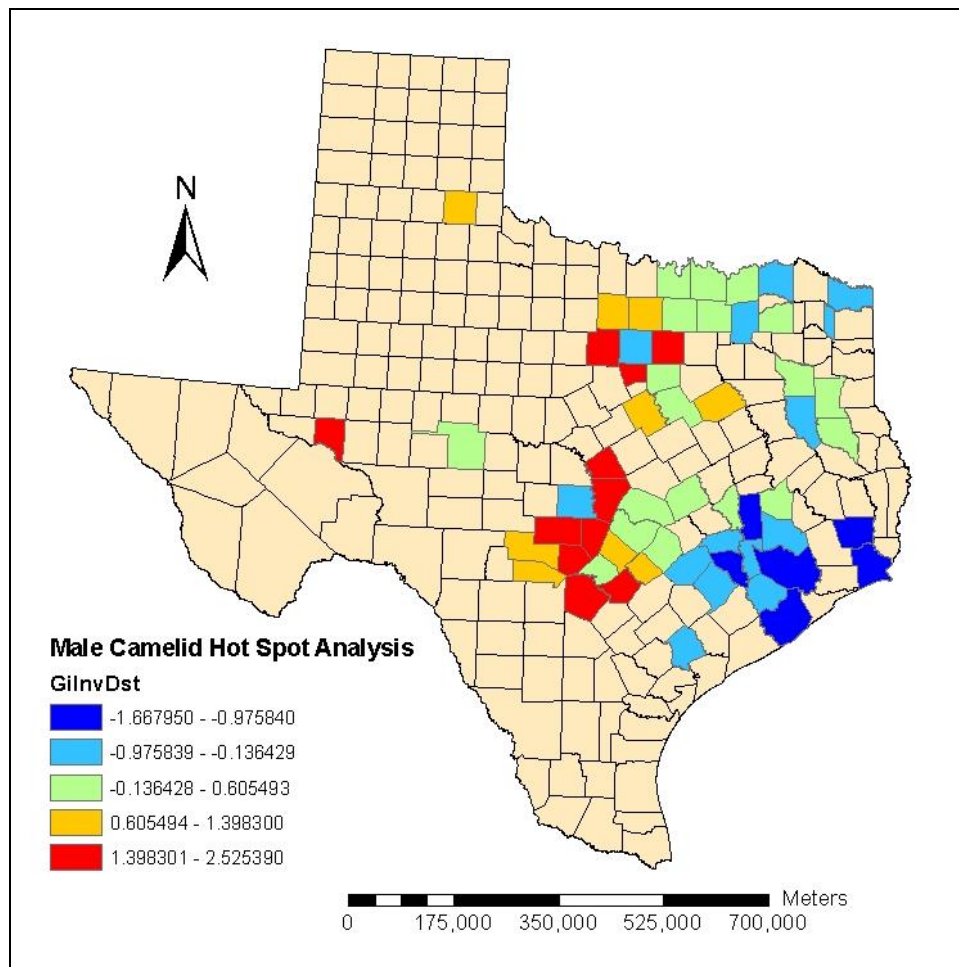 N
Male Camelid Hot Spot Analysis
GiInvDst
-1.667950 - -0.975840
-0.975839 - -0.136429
-0.136428 - 0.605493
0.605494 - 1.398300
1.398301 - 2.525390
Meters
0 175,000 350,000 525,000 700,000